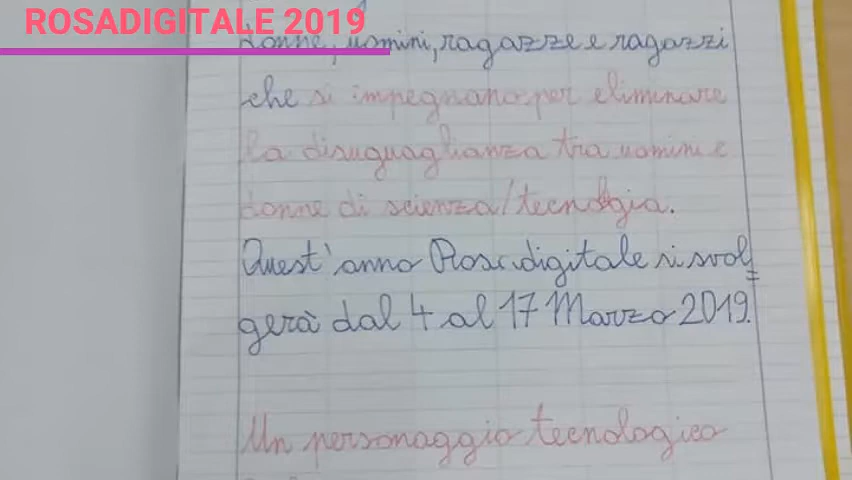 ROSADIGITALE 2019
donne, uomini, ragazze e ragazzi
che si impegnano per eliminare
la disuguaglianza tra uomini e
donne di scienza/tecnologia.
Quest'anno Rosadigitale si svol=
gerà dal 4 al 17 Marzo 2019.
Un personaggio tecnologico